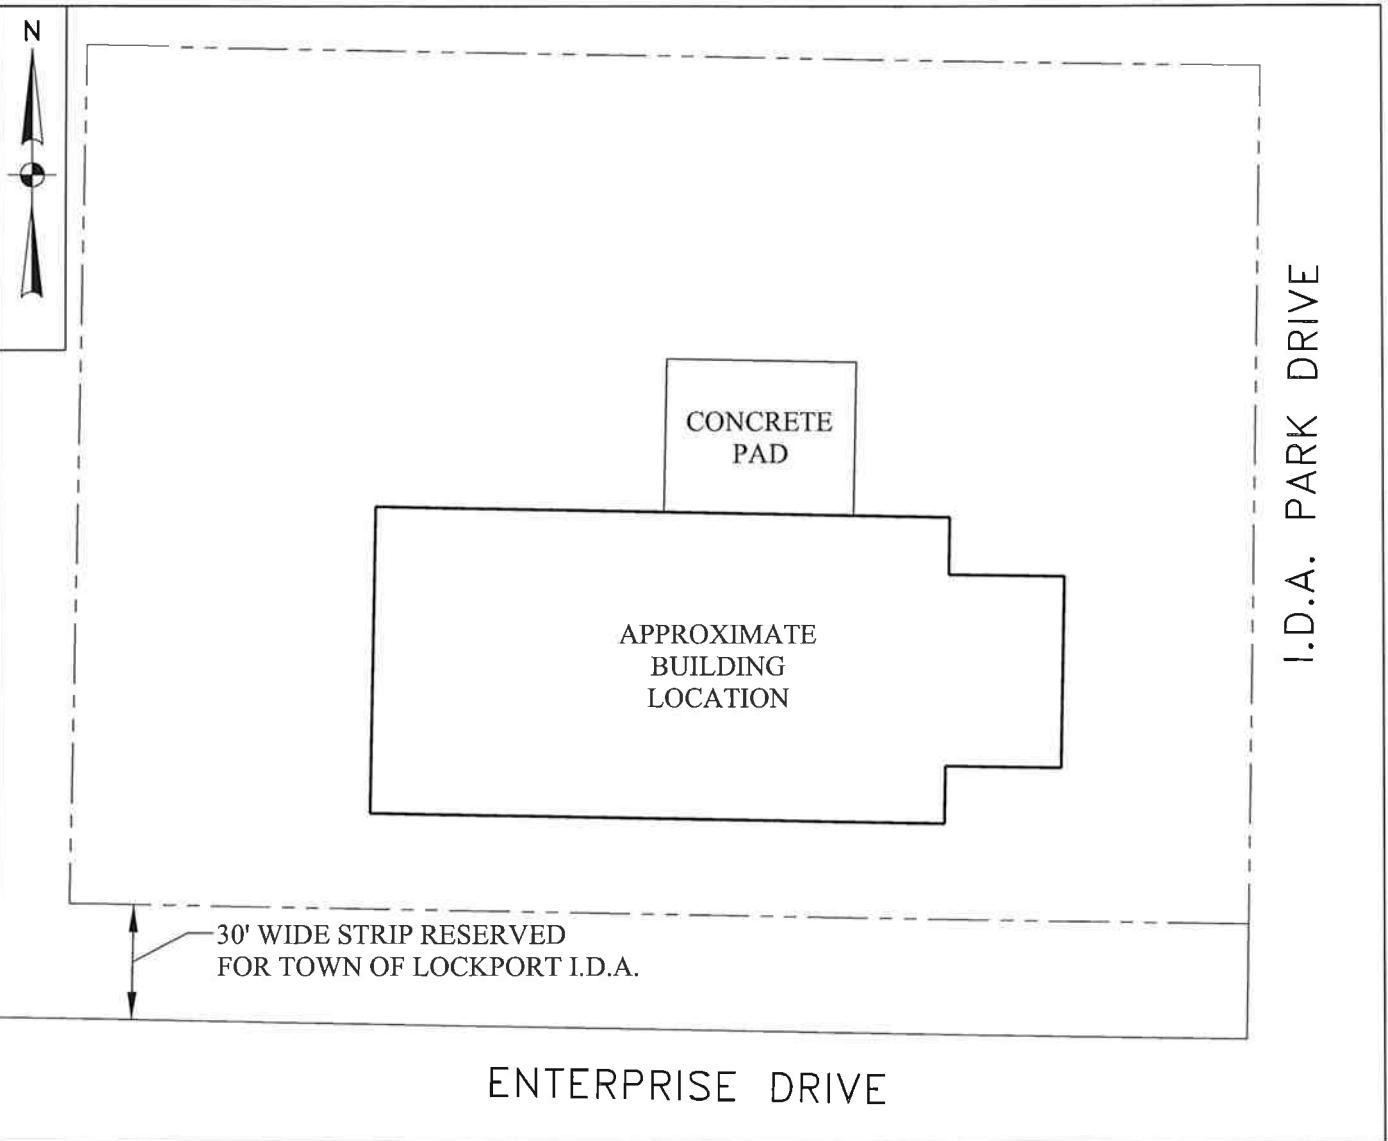 N
CONCRETE
PAD
I.D.A. PARK DRIVE
APPROXIMATE
BUILDING
LOCATION
30' WIDE STRIP RESERVED
FOR TOWN OF LOCKPORT I.D.A.
ENTERPRISE DRIVE